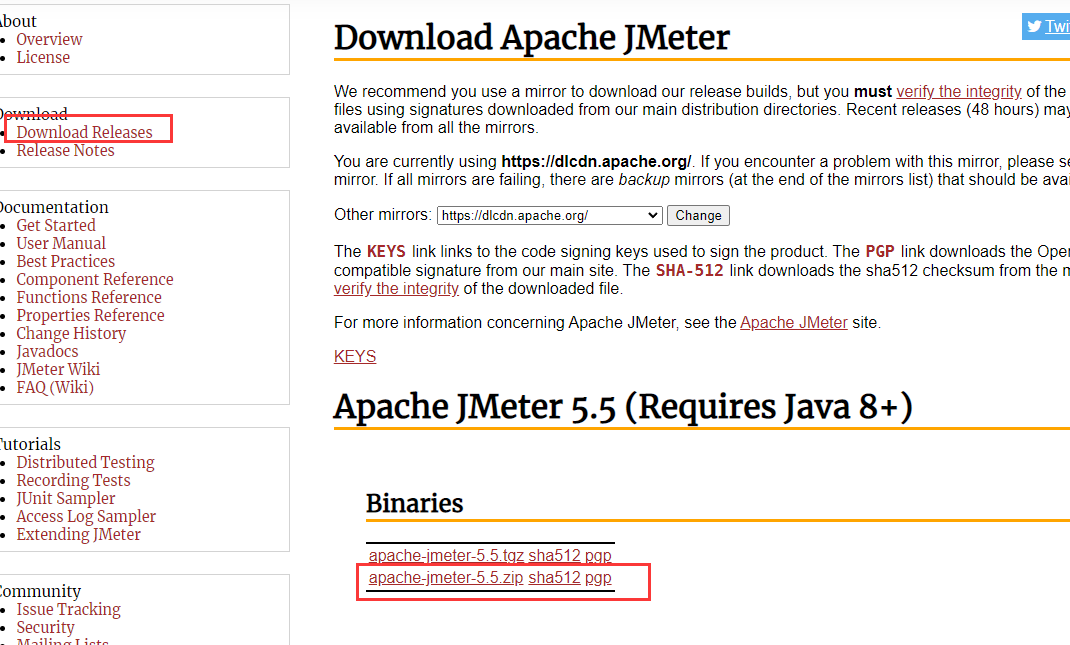 About
Overview
License
Download
Download Releases
Release Notes
Documentation
Get Started
User Manual
Best Practices
Component Reference
Functions Reference
Properties Reference
Change History
Javadocs
JMeter Wiki
FAQ (Wiki)
Tutorials
Distributed Testing
Recording Tests
JUnit Sampler
Access Log Sampler
Extending JMeter
Community
Issue Tracking
Security
Mailing Lists
Twi
Download Apache JMeter
We recommend you use a mirror to download our release builds, but you must verify the integrity of the
files using signatures downloaded from our main distribution directories. Recent releases (48 hours) may
available from all the mirrors.
You are currently using https://dlcdn.apache.org/. If you encounter a problem with this mirror, please se
mirror. If all mirrors are failing, there are backup mirrors (at the end of the mirrors list) that should be avai
Other mirrors: https://dlcdn.apache.org/ Change
The KEYS link links to the code signing keys used to sign the product. The PGP link downloads the Open
compatible signature from our main site. The SHA-512 link downloads the sha512 checksum from the m
verify the integrity of the downloaded file.
For more information concerning Apache JMeter, see the Apache JMeter site.
KEYS
Apache JMeter 5.5 (Requires Java 8+)
Binaries
apache-jmeter-5.5.tgz sha512 pgp
apache-jmeter-5.5.zip sha512 pgp